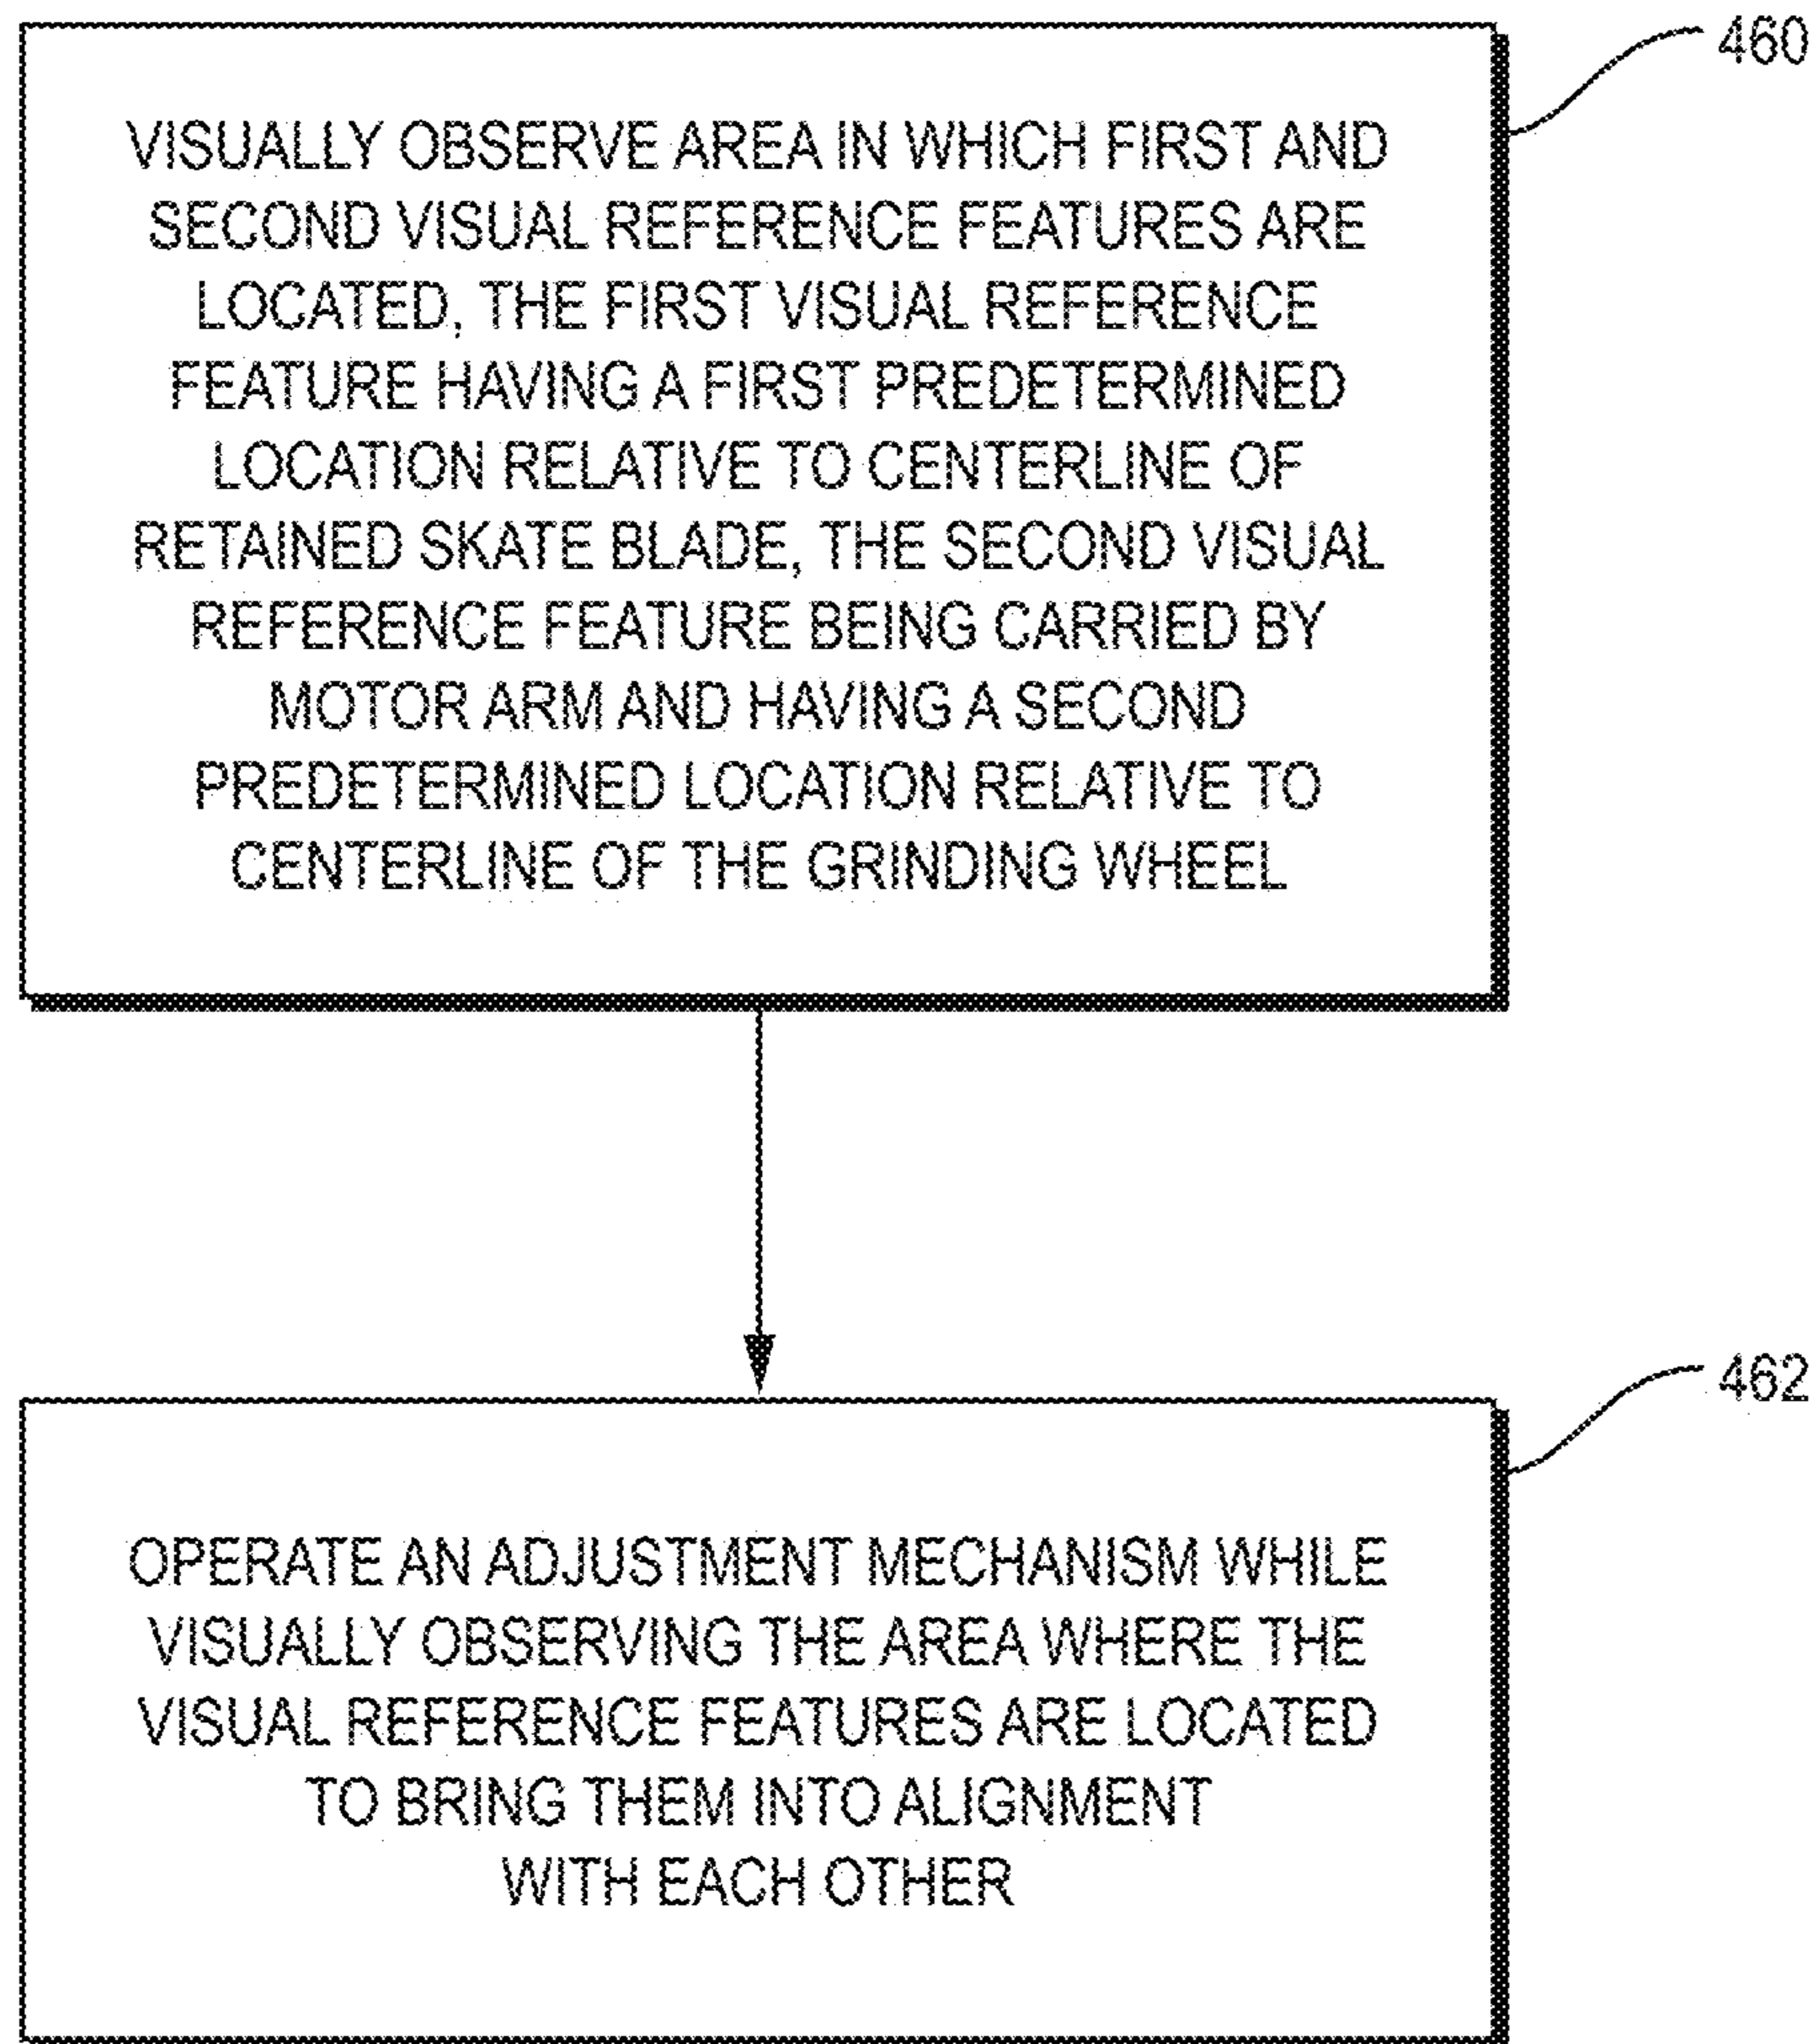 460
VISUALLY OBSERVE AREA IN WHICH FIRST AND
SECOND VISUAL REFERENCE FEATURES ARE
LOCATED, THE FIRST VISUAL REFERENCE
FEATURE HAVING A FIRST PREDETERMINED
LOCATION RELATIVE TO CENTERLINE OF
RETAINED SKATE BLADE, THE SECOND VISUAL
REFERENCE FEATURE BEING CARRIED BY
MOTOR ARM AND HAVING A SECOND
PREDETERMINED LOCATION RELATIVE TO
CENTERLINE OF THE GRINDING WHEEL
462
OPERATE AN ADJUSTMENT MECHANISM WHILE
VISUALLY OBSERVING THE AREA WHERE THE
VISUAL REFERENCE FEATURES ARE LOCATED
TO BRING THEM INTO ALIGNMENT
WITH EACH OTHER